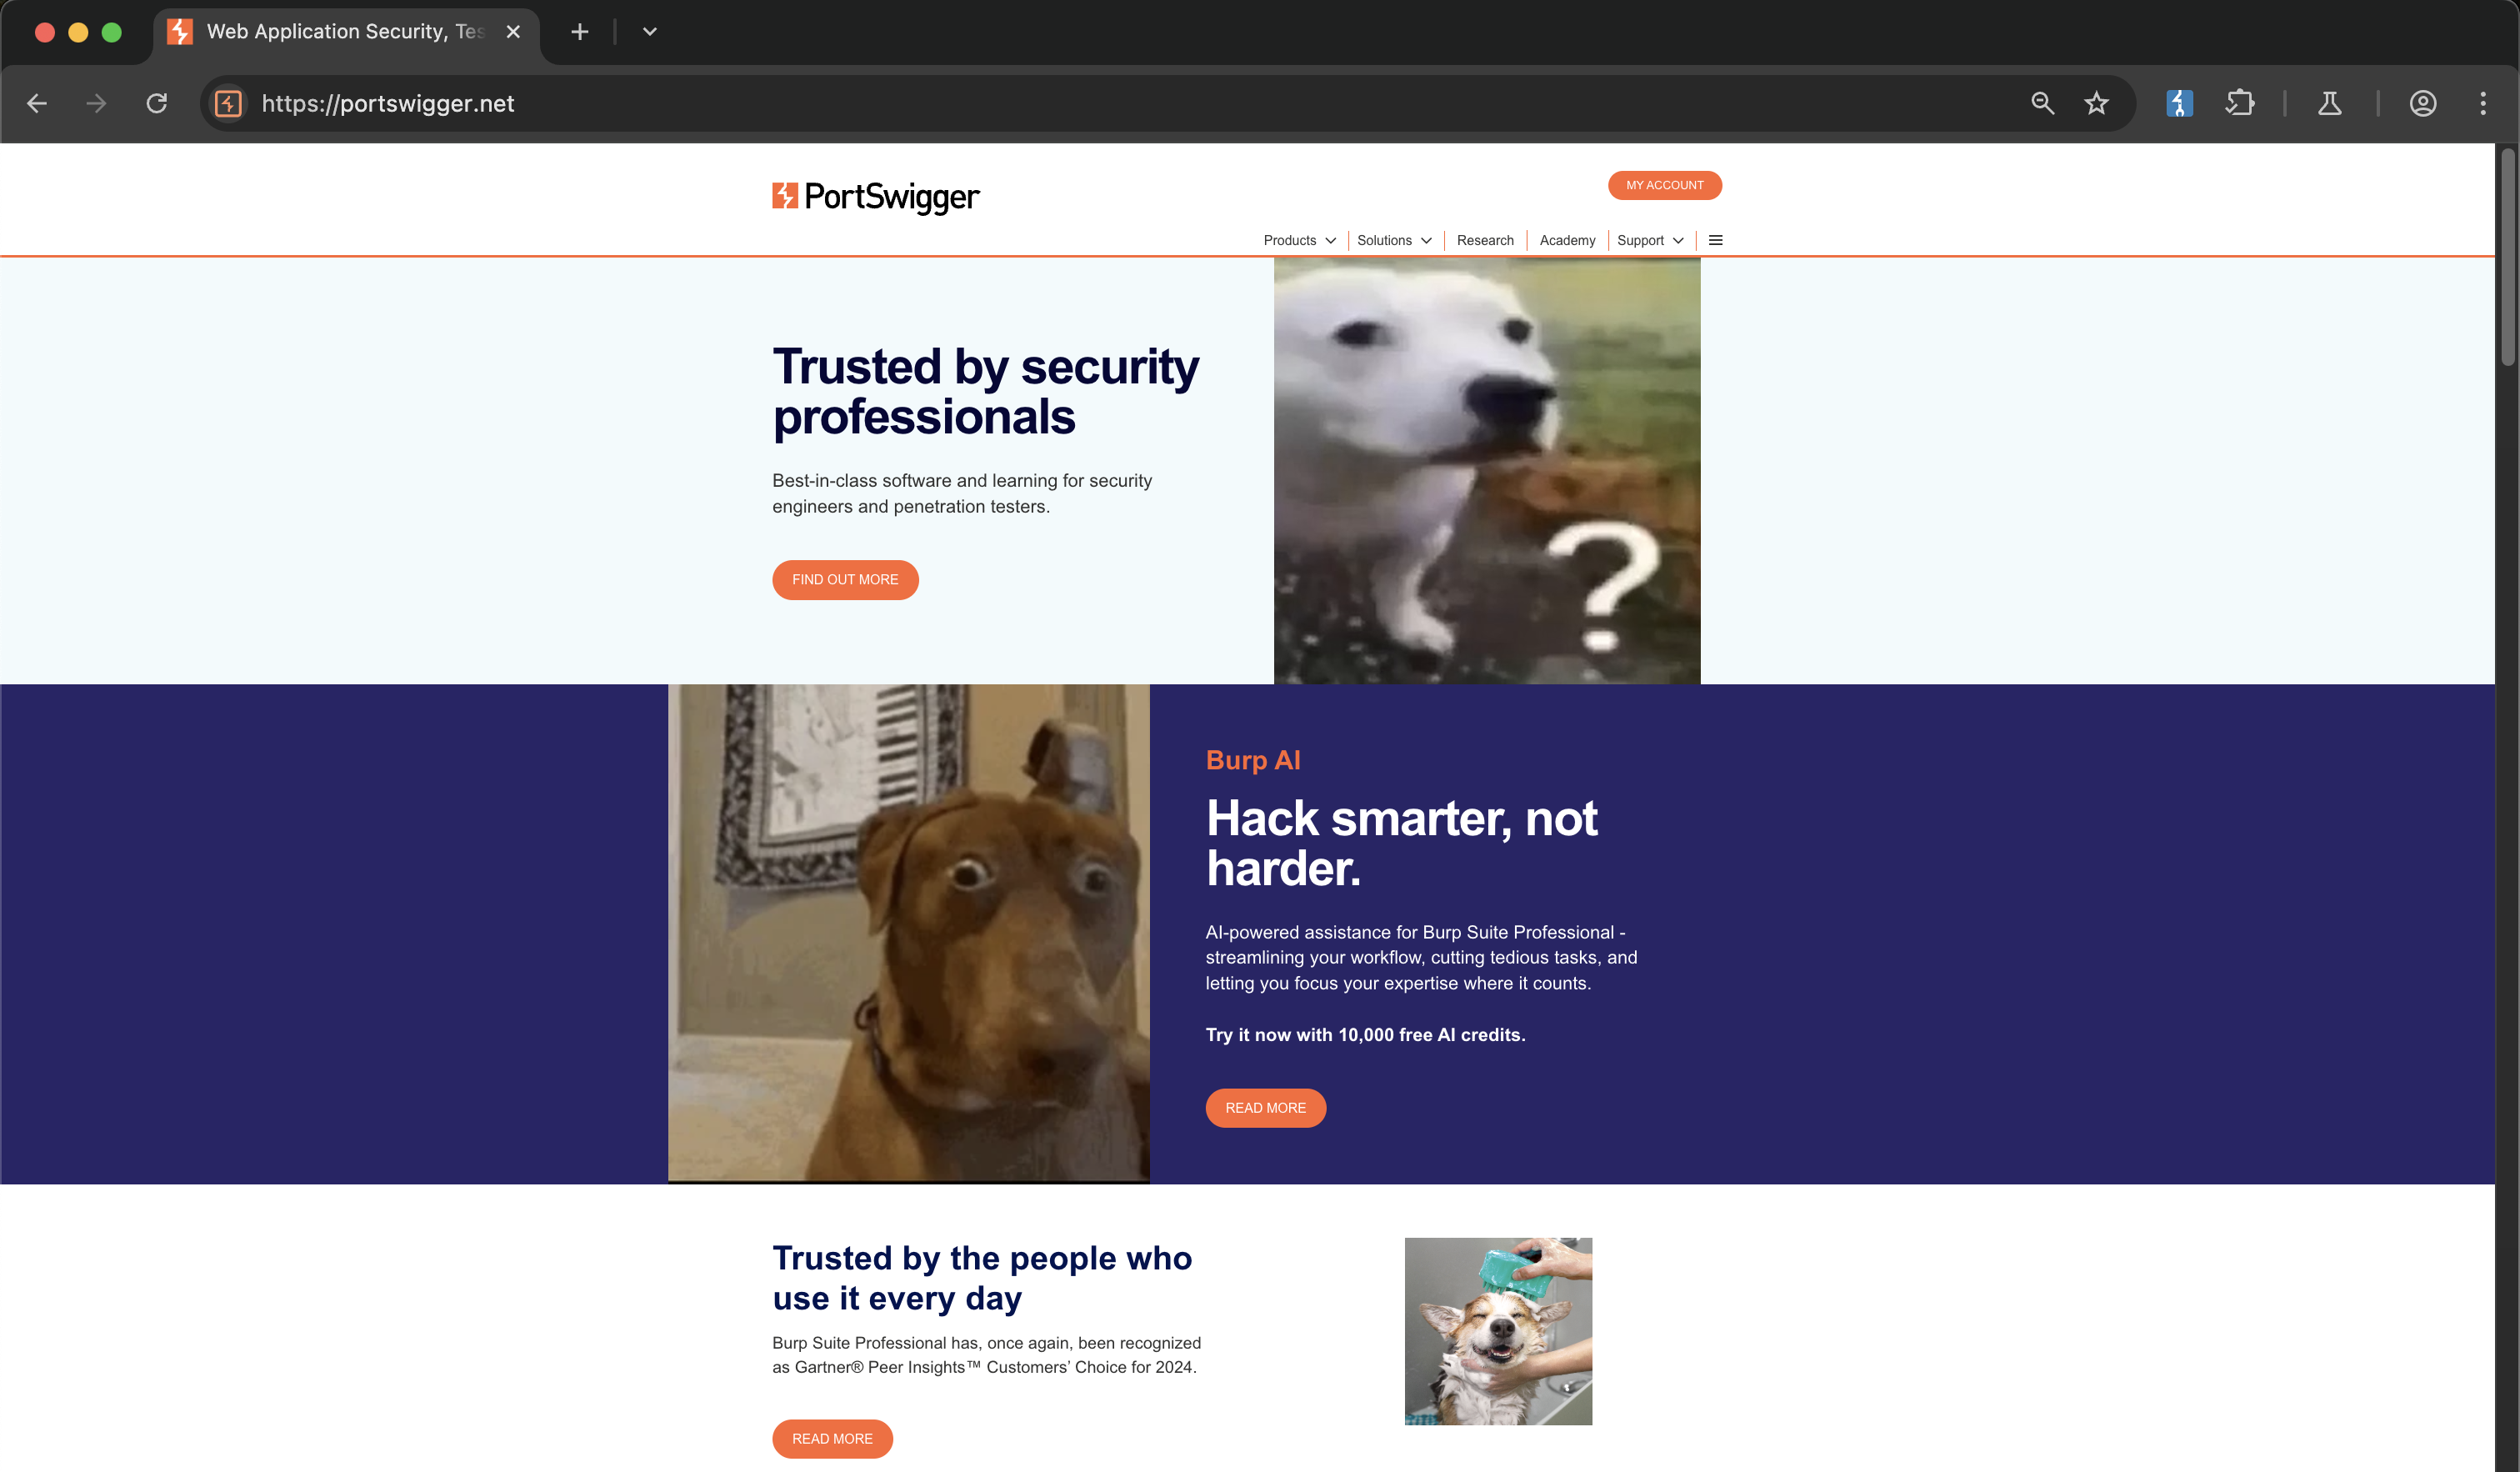 Web Application Security, Tes
https://portswigger.net
PortSwigger
MY ACCOUNT
Products
Solutions
Research
Academy
Support
Trusted by security
professionals
Best-in-class software and learning for security
engineers and penetration testers.
FIND OUT MORE
?
Burp AI
Hack smarter, not
harder.
AI-powered assistance for Burp Suite Professional -
streamlining your workflow, cutting tedious tasks, and
letting you focus your expertise where it counts.
Try it now with 10,000 free AI credits.
READ MORE
Trusted by the people who
use it every day
Burp Suite Professional has, once again, been recognized
as Gartner® Peer Insights™ Customers’ Choice for 2024.
READ MORE